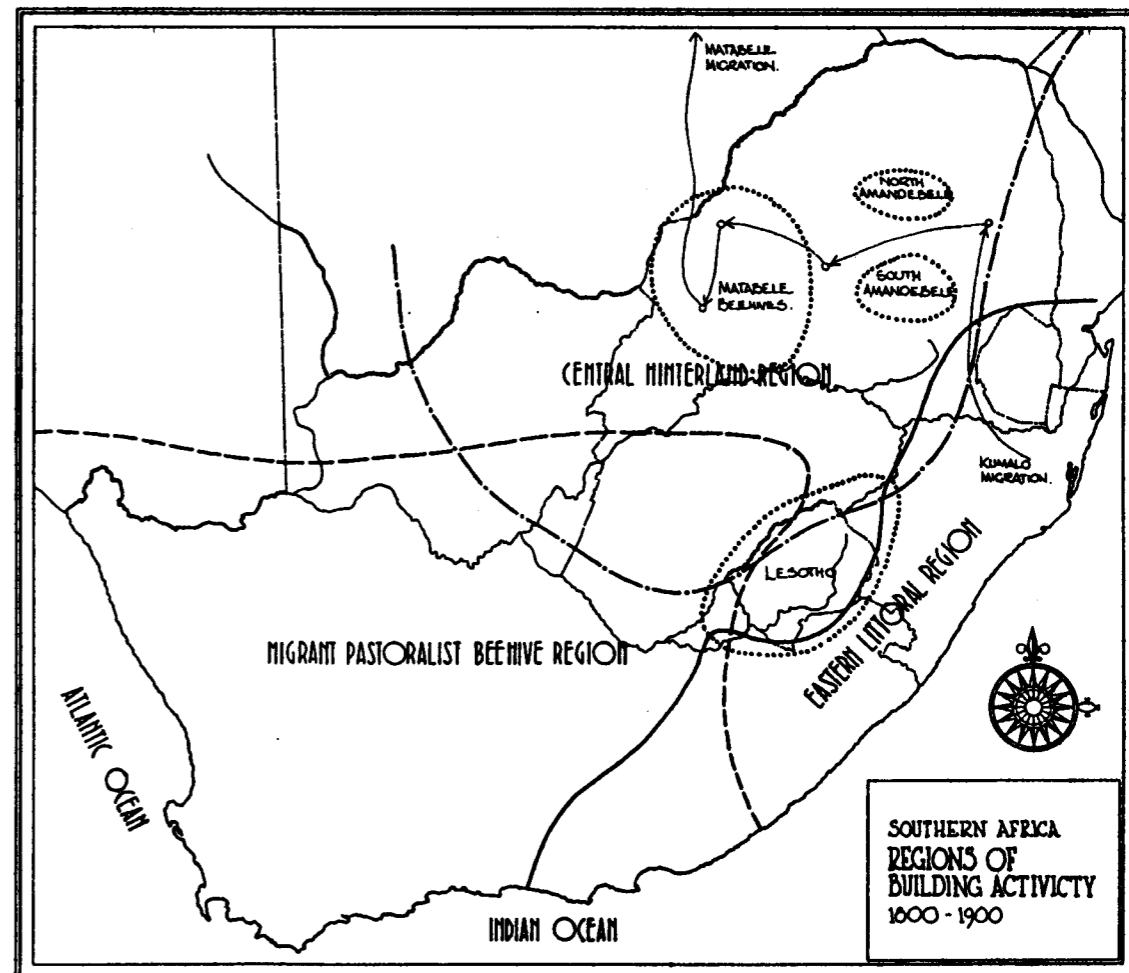 MATABELE
MIGRATION.
NORTH
AMANDEBELE
SOUTH
AMANDEBELE
MATABELE
BEEHIVES.
CENTRAL HINTERLAND REGION
KUMALO
MIGRATION.
LESOTHO
EASTERN LITTORAL REGION
MIGRANT PASTORALIST BEEHIVE REGION
ATLANTIC OCEAN
INDIAN OCEAN
SOUTHERN AFRICA
REGIONS OF
BUILDING ACTIVICTY
1800 - 1900